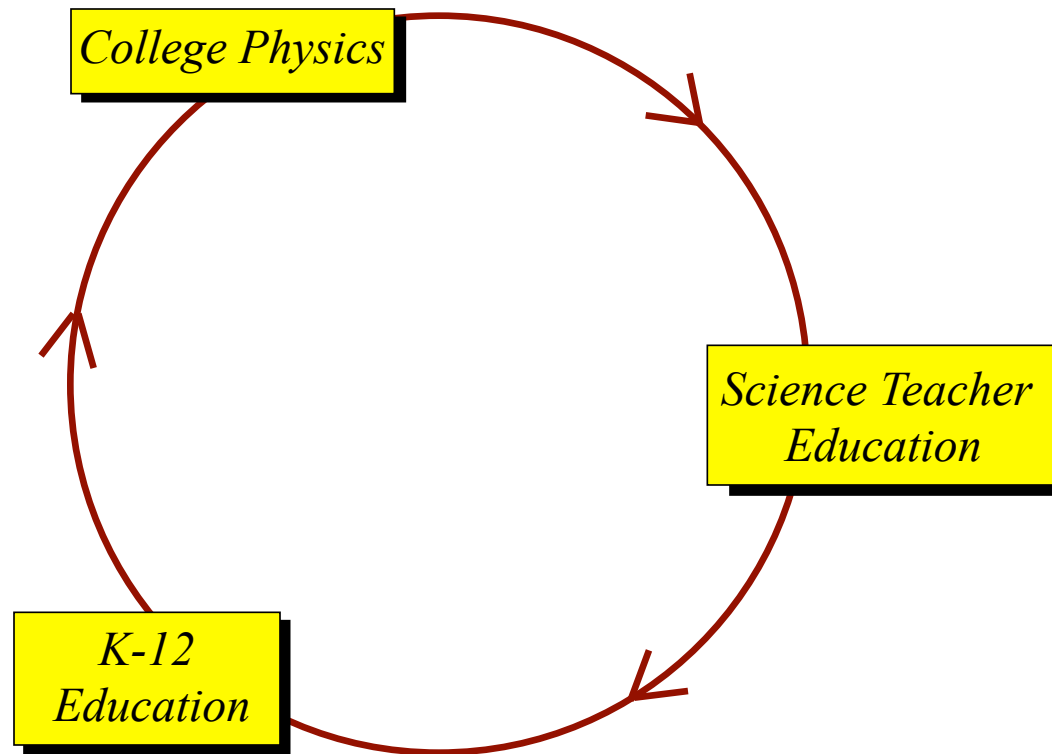 College Physics
Science Teacher
Education
K-12
Education